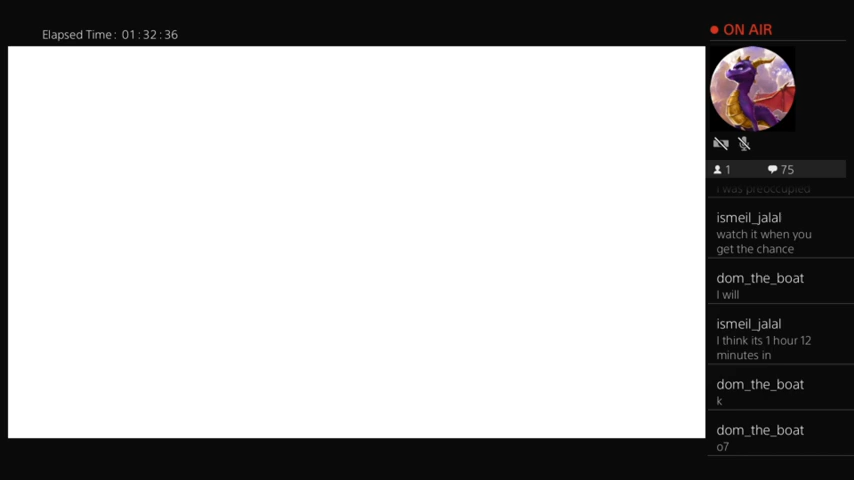 Elapsed Time: 01:32:36
ON AIR
1 75
I was preoccupied
ismeil_jalal
watch it when you
get the chance
dom_the_boat
I will
ismeil_jalal
I think its 1 hour 12
minutes in
dom_the_boat
k
dom_the_boat
o7